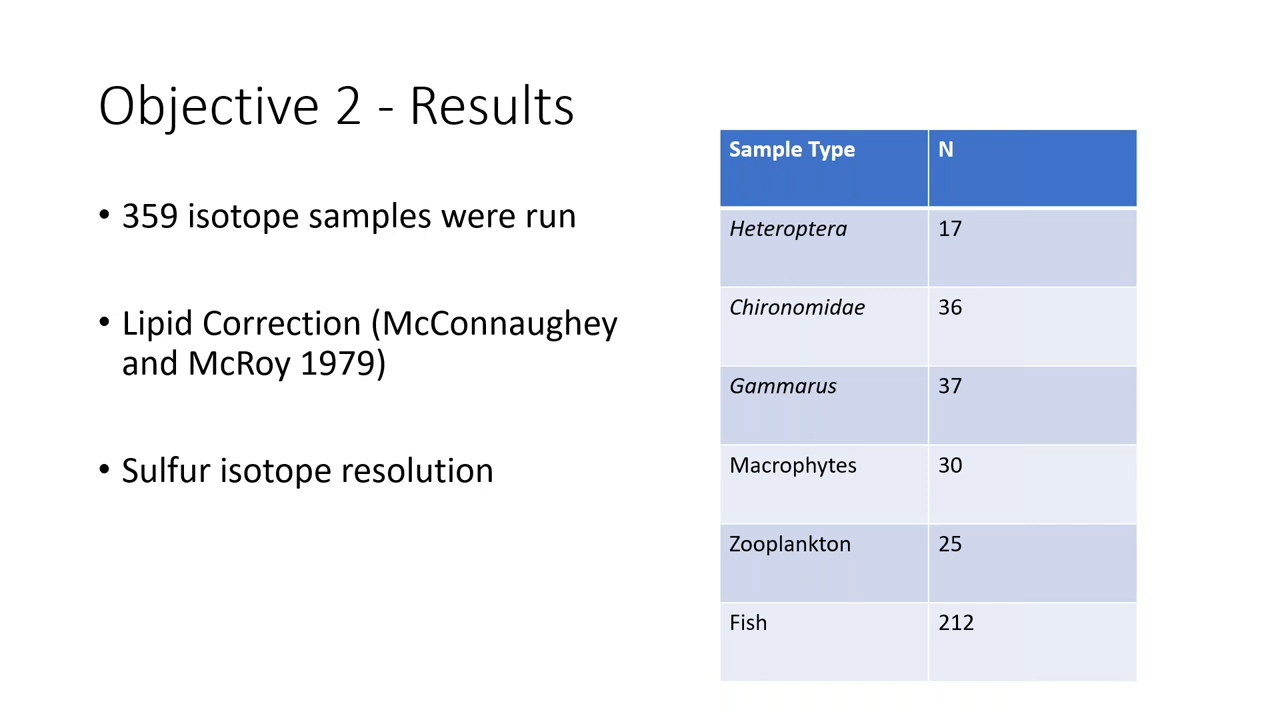 Objective 2 - Results
• 359 isotope samples were run
• Lipid Correction (McConnaughey
and McRoy 1979)
• Sulfur isotope resolution
Sample Type N
Heteroptera 17
Chironomidae 36
Gammarus 37
Macrophytes 30
Zooplankton 25
Fish 212